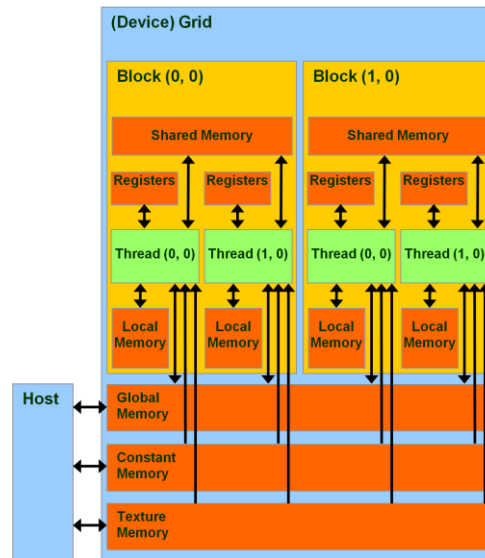 (Device) Grid
Block (0, 0)
Block (1, 0)
Shared Memory
Shared Memory
Registers
Registers
Registers
Registers
Thread (0, 0)
Thread (1, 0)
Thread (0, 0)
Thread (1, 0)
Local
Memory
Local
Memory
Local
Memory
Local
Memory
Host
Global
Memory
Constant
Memory
Texture
Memory